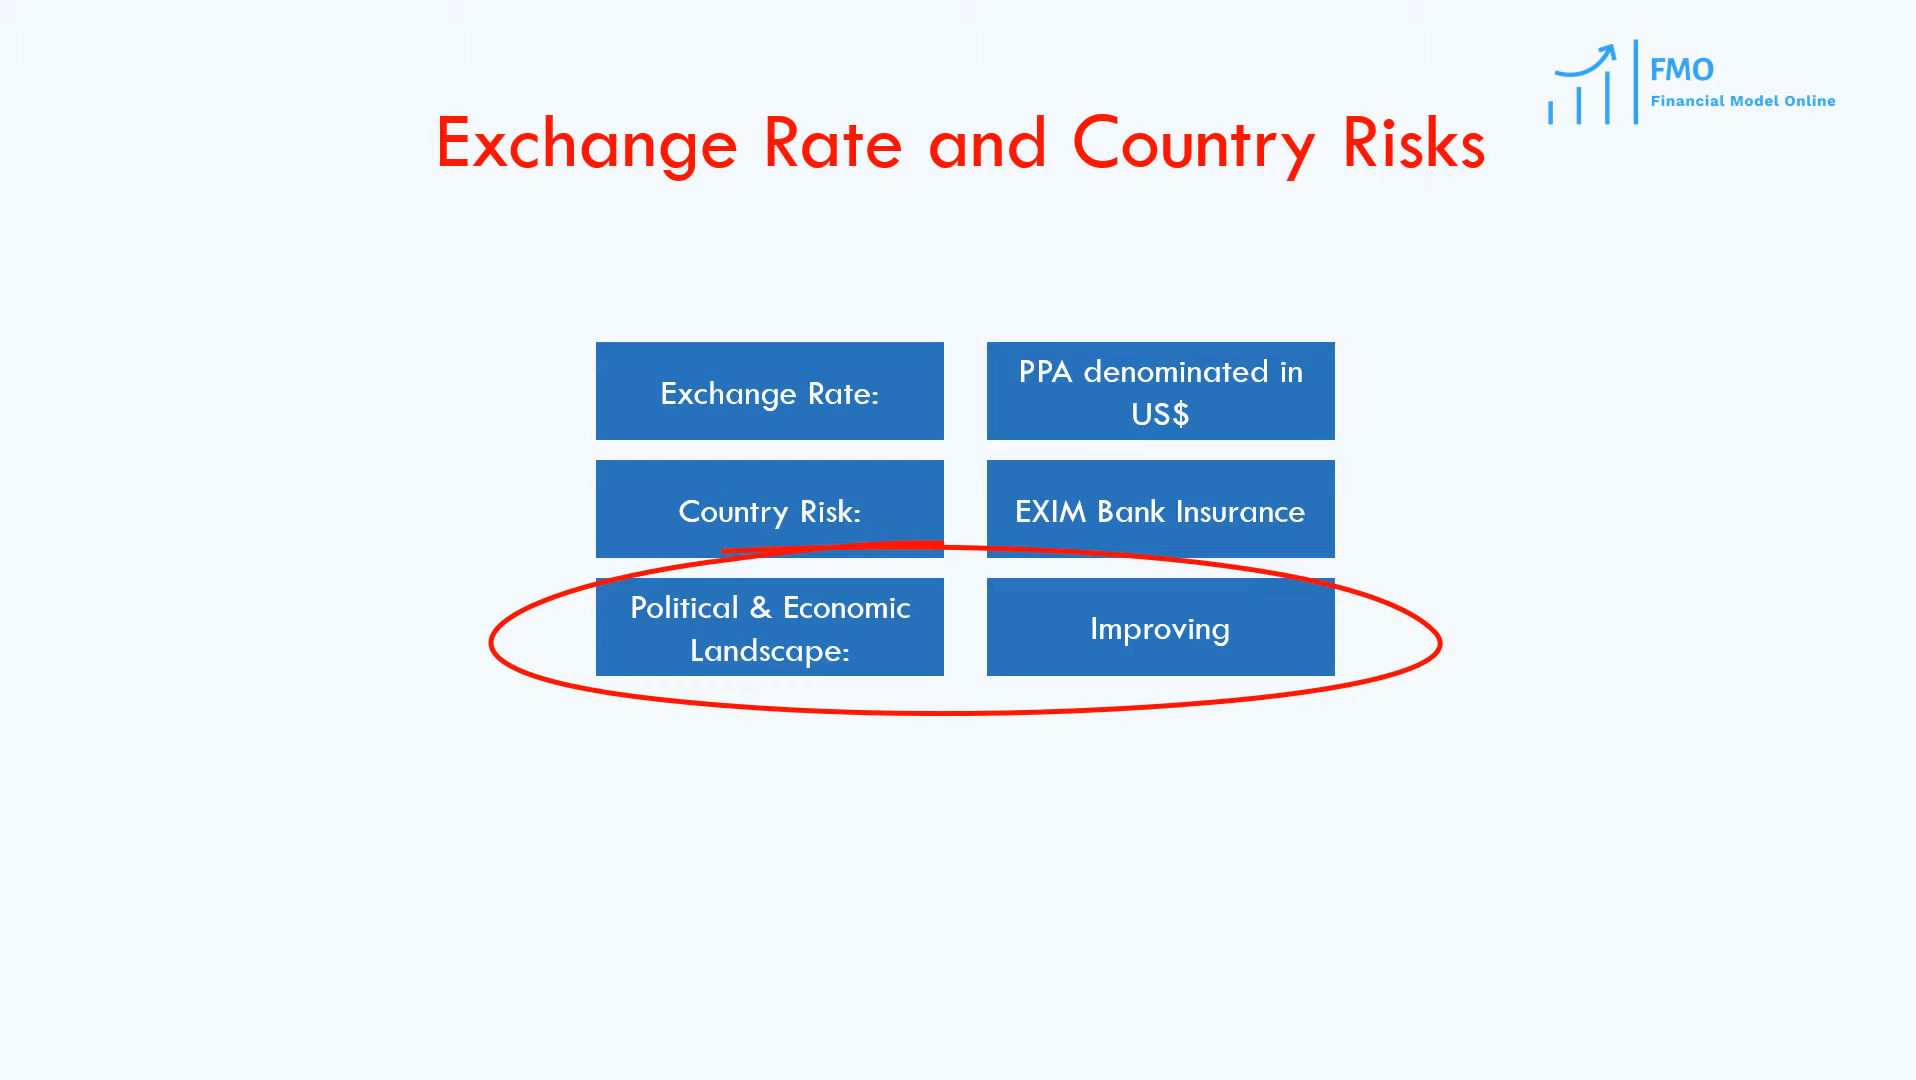 FMO
Financial Model Online
Exchange Rate and Country Risks
Exchange Rate:
PPA denominated in
US$
Country Risk:
EXIM Bank Insurance
Political & Economic
Landscape:
Improving